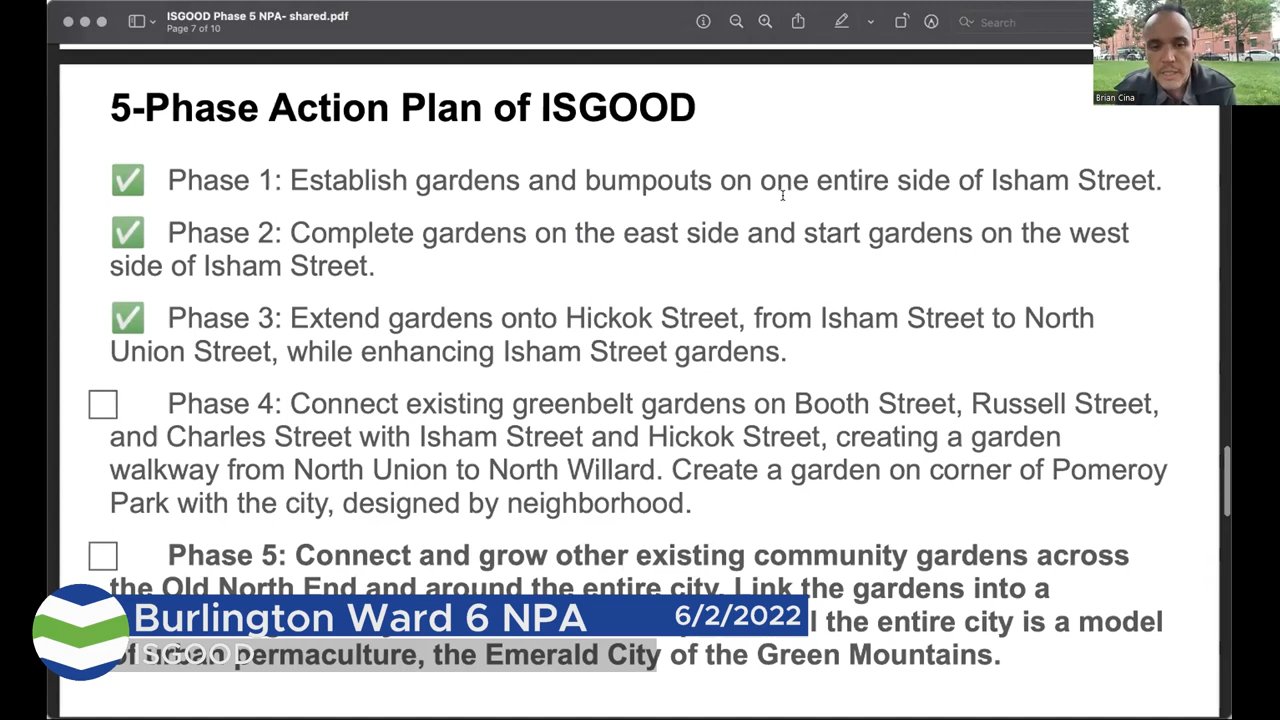 ISGOOD Phase 5 NPA- shared.pdf
Page 7 of 10
Search
Brian Cina
5-Phase Action Plan of ISGOOD
✅ Phase 1: Establish gardens and bumpouts on one entire side of Isham Street.
✅ Phase 2: Complete gardens on the east side and start gardens on the west
side of Isham Street.
✅ Phase 3: Extend gardens onto Hickok Street, from Isham Street to North
Union Street, while enhancing Isham Street gardens.
Phase 4: Connect existing greenbelt gardens on Booth Street, Russell Street,
and Charles Street with Isham Street and Hickok Street, creating a garden
walkway from North Union to North Willard. Create a garden on corner of Pomeroy
Park with the city, designed by neighborhood.
Phase 5: Connect and grow other existing community gardens across
the Old North End and around the entire city. Link the gardens into a
the entire city is a model
permaculture, the Emerald City of the Green Mountains.
Burlington Ward 6 NPA 6/2/2022
ISGOOD